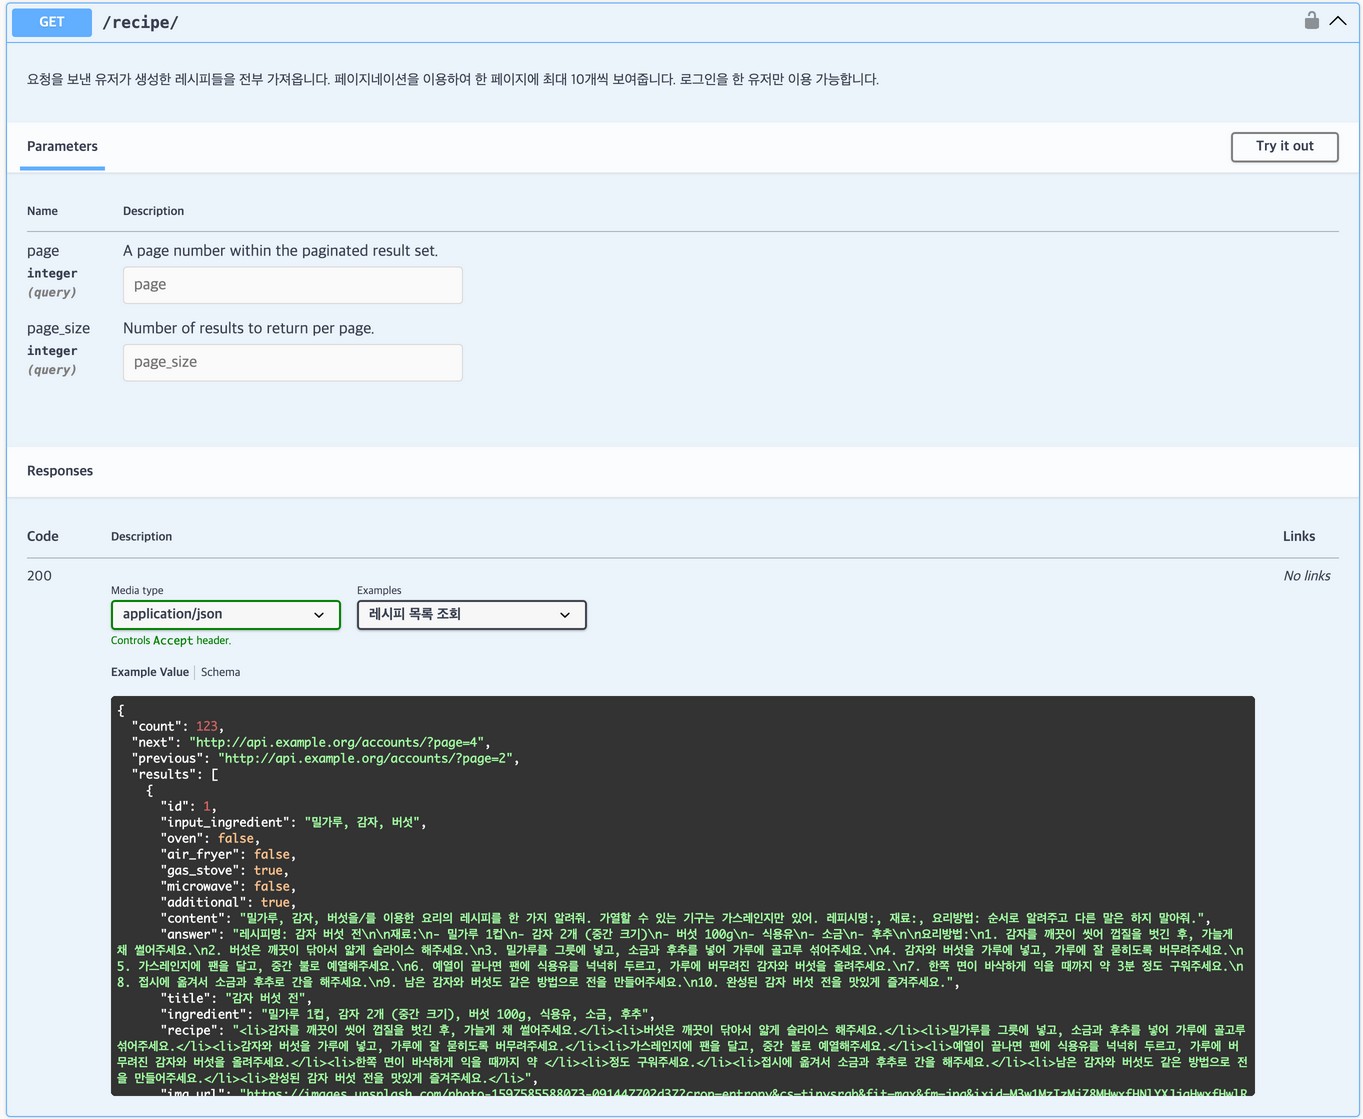 GET /recipe/
요청을 보낸 유저가 생성한 레시피들을 전부 가져옵니다. 페이지네이션을 이용하여 한 페이지에 최대 10개씩 보여줍니다. 로그인을 한 유저만 이용 가능합니다.
Parameters
Try it out
Name Description
page A page number within the paginated result set.
integer
(query)
page
page_size Number of results to return per page.
integer
(query)
page_size
Responses
Code Description Links
200 No links
Media type Examples
application/json 레시피 목록 조회
Controls Accept header.
Example Value Schema
{
"count": 123,
"next": "http://api.example.org/accounts/?page=4",
"previous": "http://api.example.org/accounts/?page=2",
"results": [
{
"id": 1,
"input_ingredient": "밀가루, 감자, 버섯",
"oven": false,
"air_fryer": false,
"gas_stove": true,
"microwave": false,
"additional": true,
"content": "밀가루, 감자, 버섯을/를 이용한 요리의 레시피를 한 가지 알려줘. 가열할 수 있는 기구는 가스레인지만 있어. 레피시명:, 재료:, 요리방법: 순서로 알려주고 다른 말은 하지 말아줘.",
"answer": "레시피명: 감자 버섯 전\n\n재료:\n- 밀가루 1컵\n- 감자 2개 (중간 크기)\n- 버섯 100g\n- 식용유\n- 소금\n- 후추\n\n요리방법:\n1. 감자를 깨끗이 씻어 껍질을 벗긴 후, 가늘게
채 썰어주세요.\n2. 버섯은 깨끗이 닦아서 얇게 슬라이스 해주세요.\n3. 밀가루를 그릇에 넣고, 소금과 후추를 넣어 가루에 골고루 섞어주세요.\n4. 감자와 버섯을 가루에 넣고, 가루에 잘 묻히도록 버무려주세요.\n
5. 가스레인지에 팬을 달고, 중간 불로 예열해주세요.\n6. 예열이 끝나면 팬에 식용유를 넉넉히 두르고, 가루에 버무려진 감자와 버섯을 올려주세요.\n7. 한쪽 면이 바삭하게 익을 때까지 약 3분 정도 구워주세요.\n
8. 접시에 옮겨서 소금과 후추로 간을 해주세요.\n9. 남은 감자와 버섯도 같은 방법으로 전을 만들어주세요.\n10. 완성된 감자 버섯 전을 맛있게 즐겨주세요.",
"title": "감자 버섯 전",
"ingredient": "밀가루 1컵, 감자 2개 (중간 크기), 버섯 100g, 식용유, 소금, 후추",
"recipe": "<li>감자를 깨끗이 씻어 껍질을 벗긴 후, 가늘게 채 썰어주세요.</li><li>버섯은 깨끗이 닦아서 얇게 슬라이스 해주세요.</li><li>밀가루를 그릇에 넣고, 소금과 후추를 넣어 가루에 골고루
섞어주세요.</li><li>감자와 버섯을 가루에 넣고, 가루에 잘 묻히도록 버무려주세요.</li><li>가스레인지에 팬을 달고, 중간 불로 예열해주세요.</li><li>예열이 끝나면 팬에 식용유를 넉넉히 두르고, 가루에 버
무려진 감자와 버섯을 올려주세요.</li><li>한쪽 면이 바삭하게 익을 때까지 약 </li><li>정도 구워주세요.</li><li>접시에 옮겨서 소금과 후추로 간을 해주세요.</li><li>남은 감자와 버섯도 같은 방법으로 전
을 만들어주세요.</li><li>완성된 감자 버섯 전을 맛있게 즐겨주세요.</li>",
"img_url": "https://images.unsplash.com/photo-1597585588073-091447702d37?crop=entropy&cs=tinysrgb&fit=max&fm=jpg&ixid=